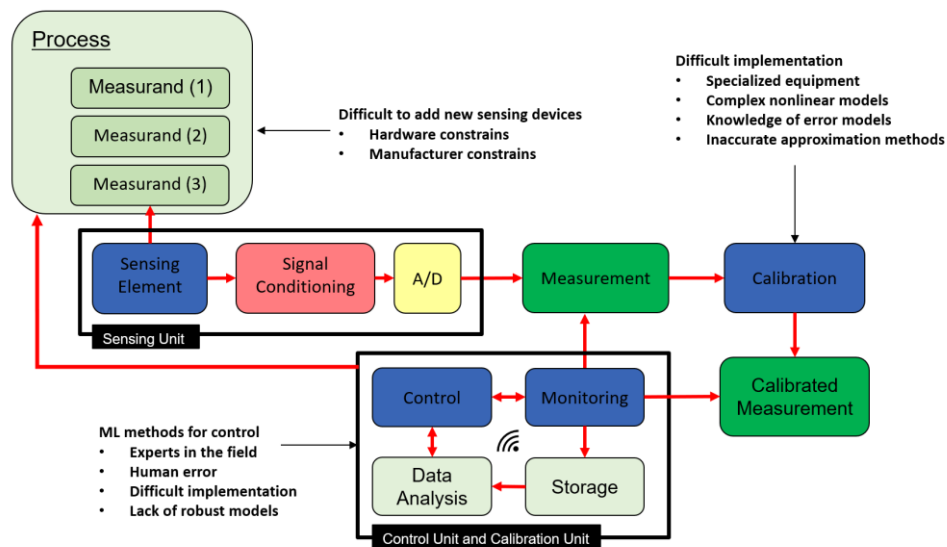 Process
Measurand (1)
Measurand (2)
Measurand (3)
Difficult to add new sensing devices
• Hardware constrains
• Manufacturer constrains
Difficult implementation
• Specialized equipment
• Complex nonlinear models
• Knowledge of error models
• Inaccurate approximation methods
Sensing
Element
Signal
Conditioning
A/D
Sensing Unit
Measurement
Calibration
Calibrated
Measurement
Control
Monitoring
Data
Analysis
Storage
Control Unit and Calibration Unit
ML methods for control
• Experts in the field
• Human error
• Difficult implementation
• Lack of robust models